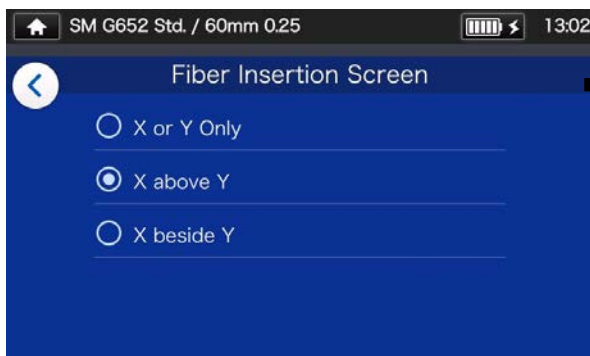 SM G652 Std. / 60mm 0.25 13:02
Fiber Insertion Screen
X or Y Only
X above Y
X beside Y